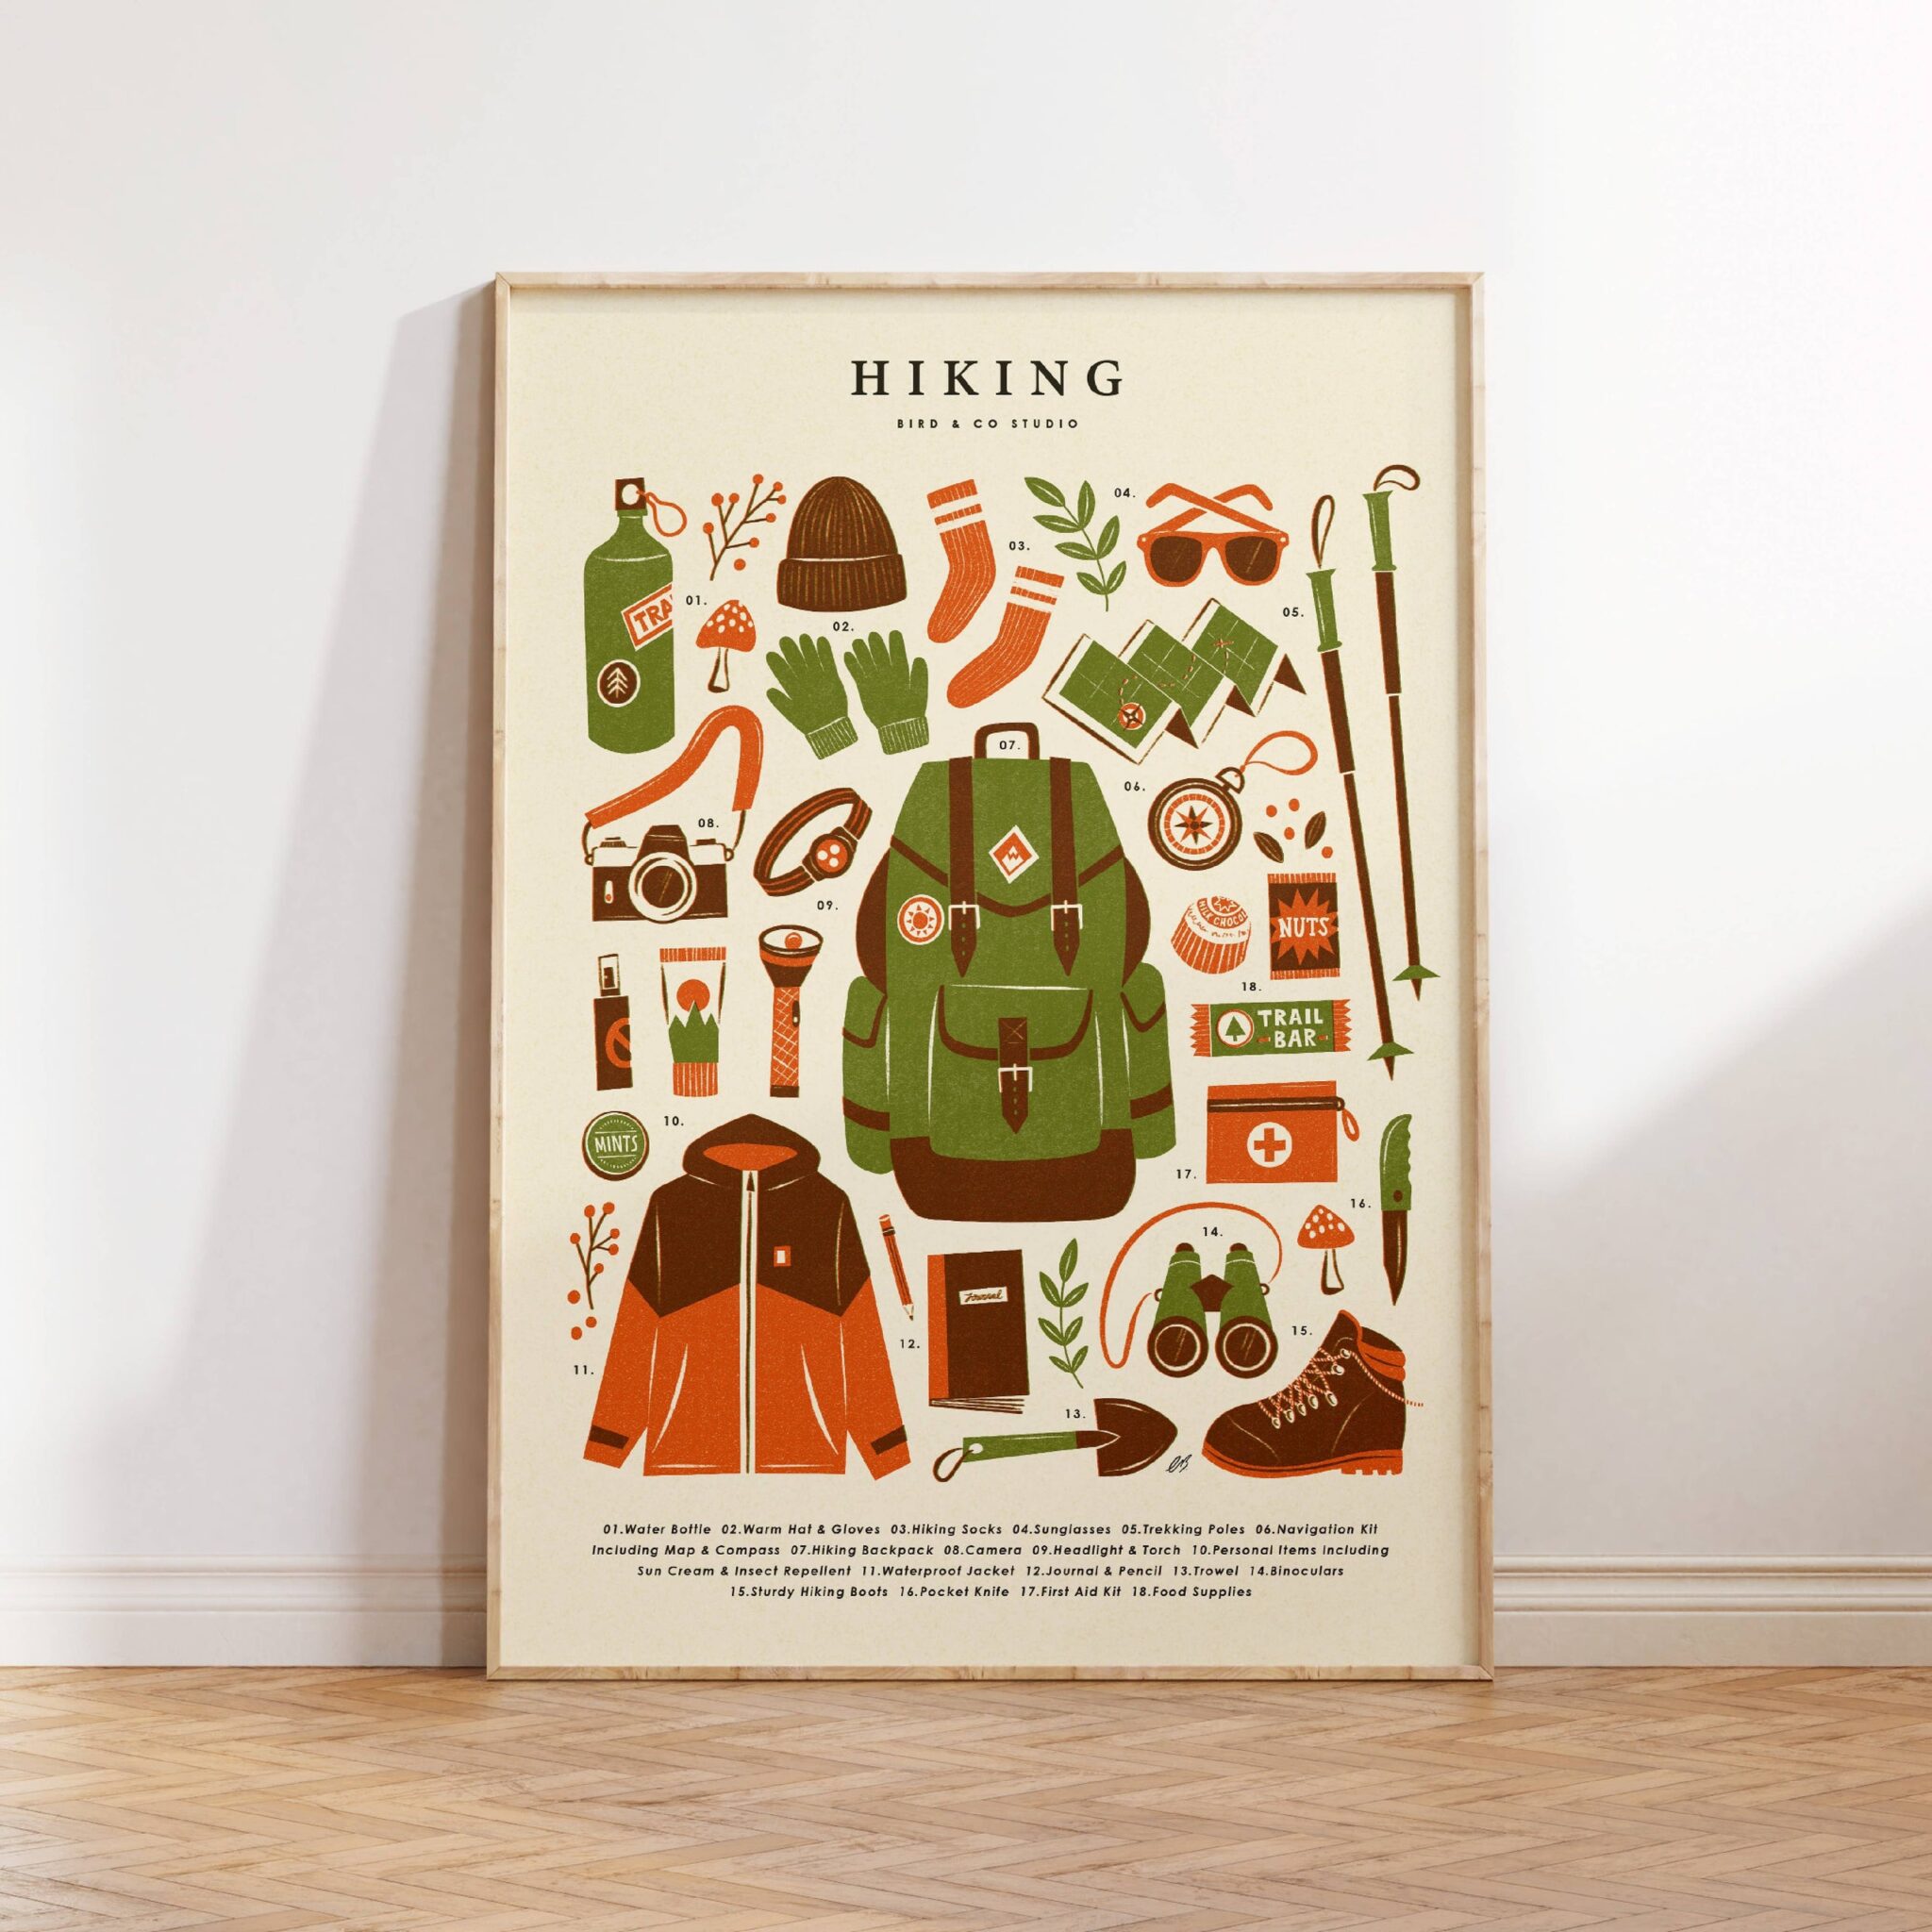 HIKING
BIRD & CO STUDIO
04.
03.
TRA
01.
05.
02.
07.
06.
08.
09.
MILK CHOCO
NUTS
18.
TRAIL
BAR
10.
MINTS
17.
16.
14.
Journal
15.
12.
11.
13.
01.Water Bottle 02.Warm Hat & Gloves 03.Hiking Socks 04.Sunglasses 05.Trekking Poles 06.Navigation Kit
Including Map & Compass 07.Hiking Backpack 08.Camera 09.Headlight & Torch 10.Personal Items Including
Sun Cream & Insect Repellent 11.Waterproof Jacket 12.Journal & Pencil 13.Trowel 14.Binoculars
15.Sturdy Hiking Boots 16.Pocket Knife 17.First Aid Kit 18.Food Supplies